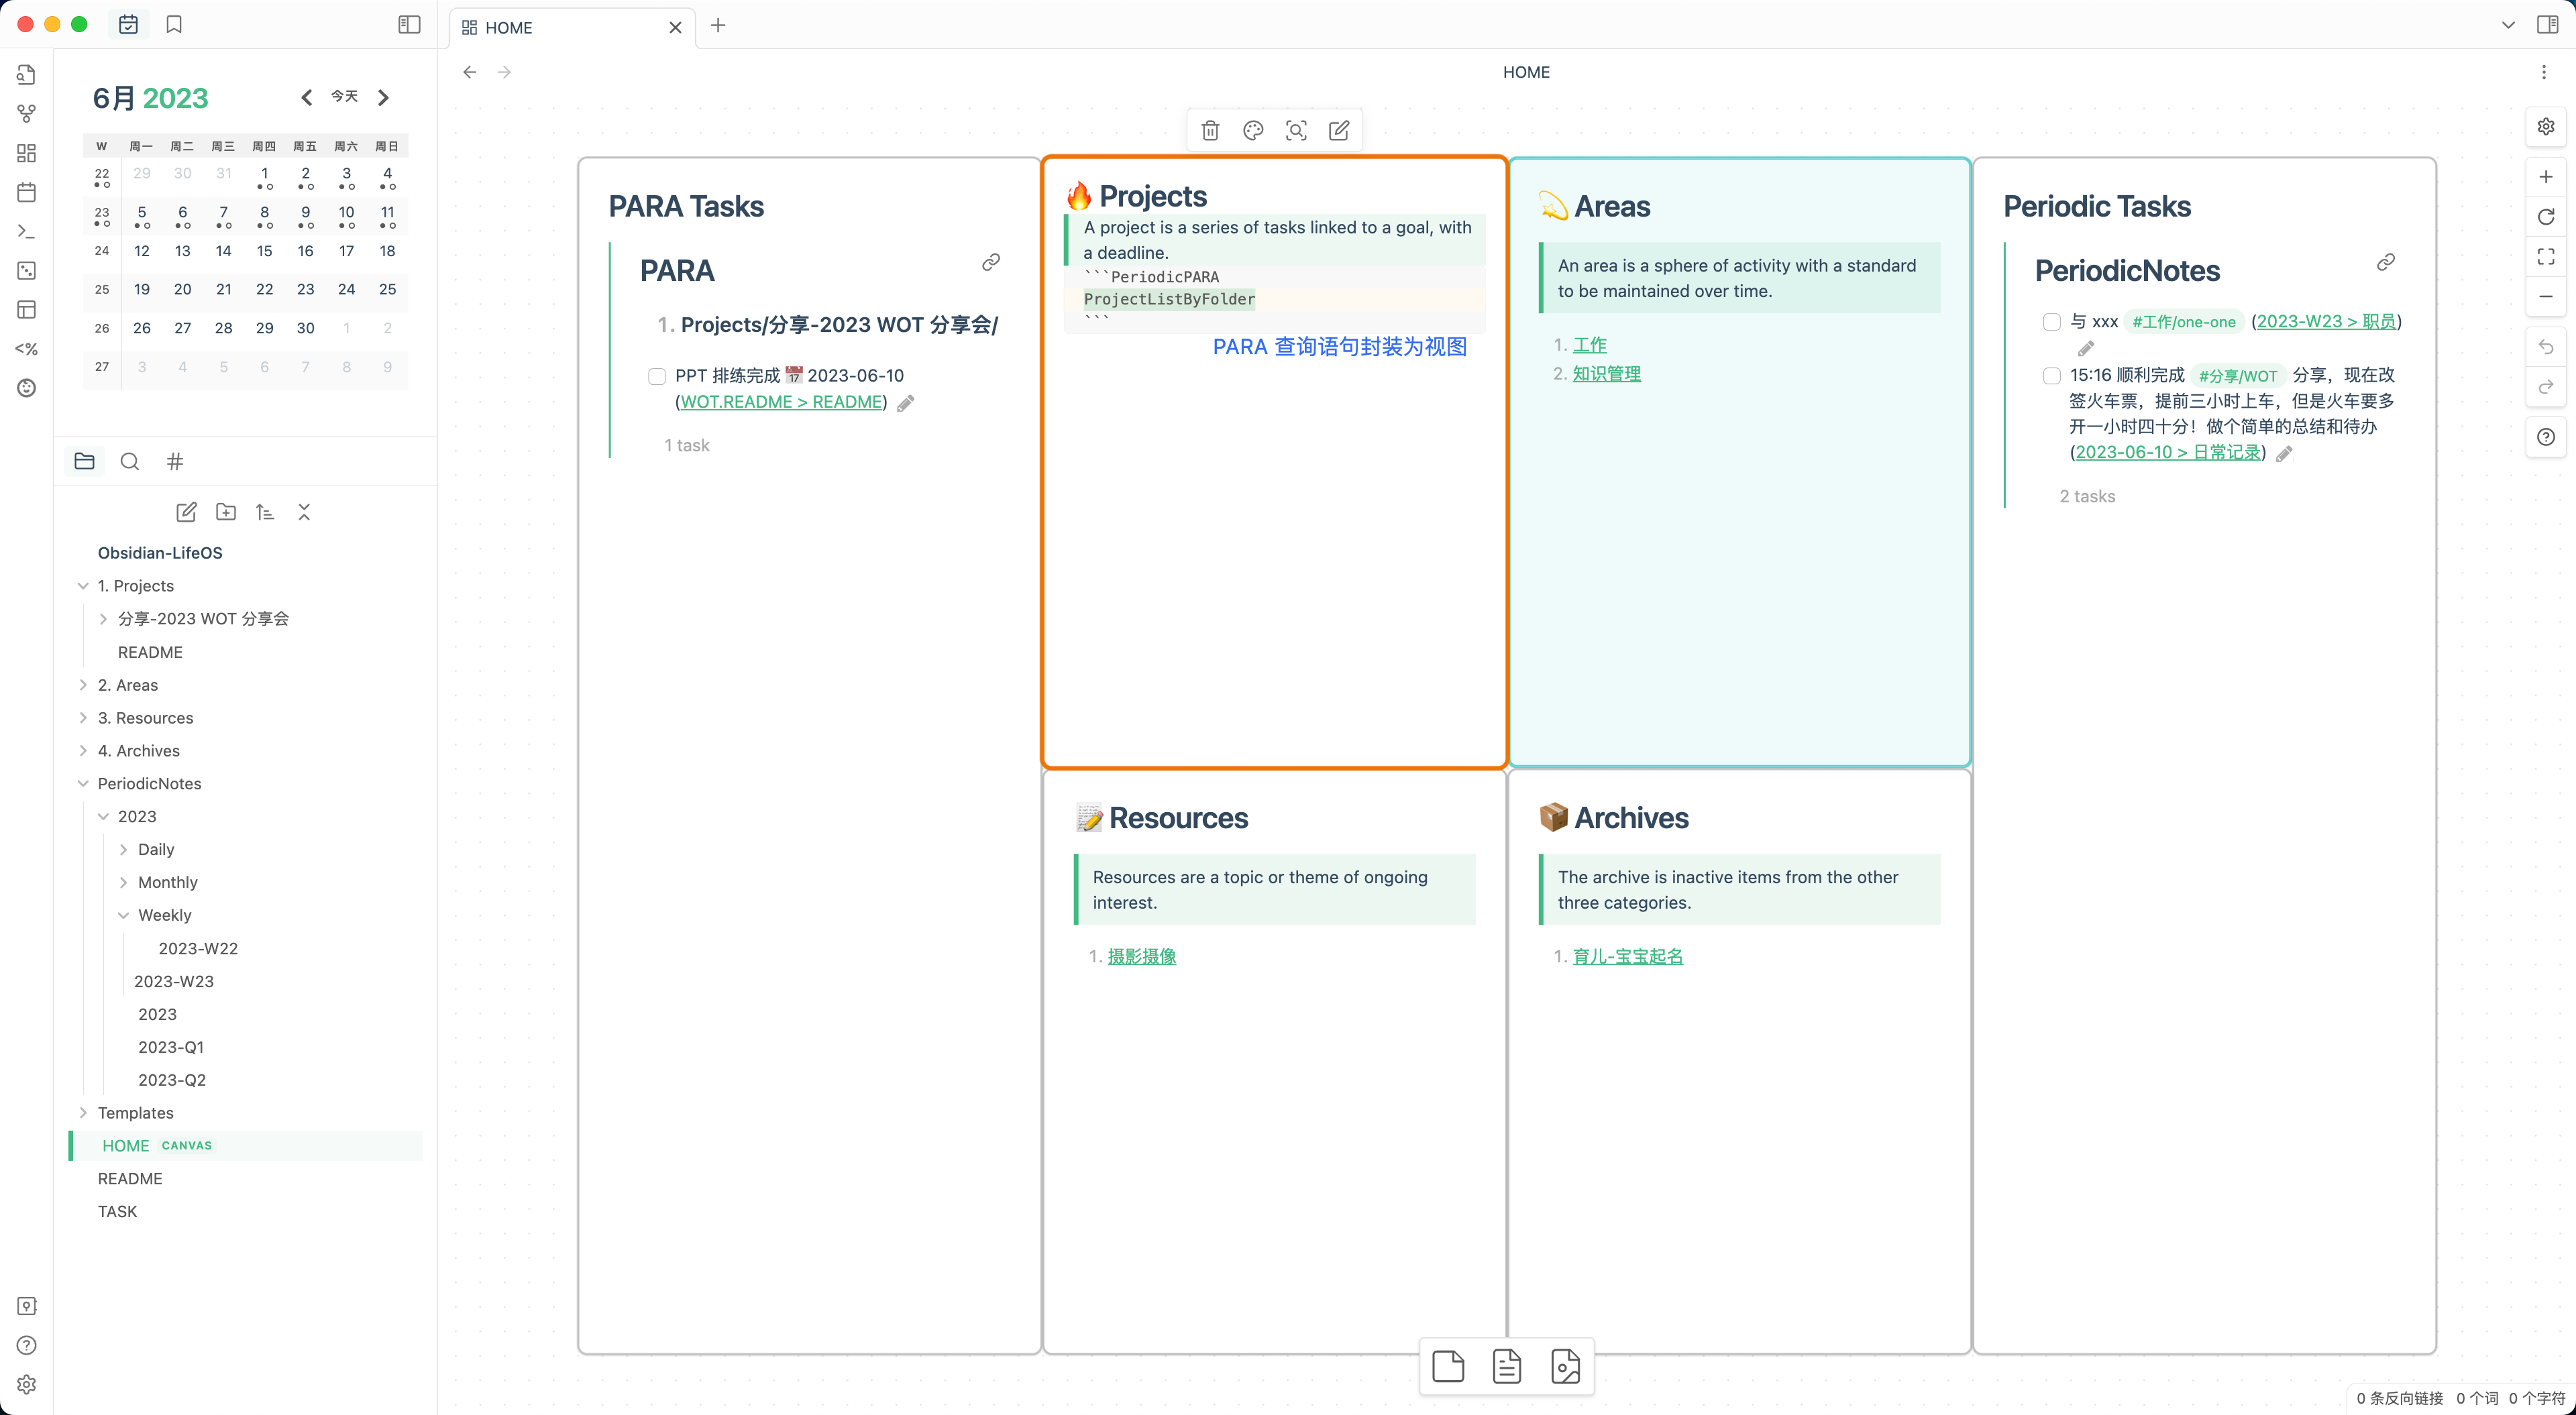 HOME
HOME
6月 2023
今天
W 周一 周二 周三 周四 周五 周六 周日
22 29 30 31 1 2 3 4
23 5 6 7 8 9 10 11
24 12 13 14 15 16 17 18
25 19 20 21 22 23 24 25
26 26 27 28 29 30 1 2
27 3 4 5 6 7 8 9
<%
Obsidian-LifeOS
1. Projects
分享-2023 WOT 分享会
README
2. Areas
3. Resources
4. Archives
PeriodicNotes
2023
Daily
Monthly
Weekly
2023-W22
2023-W23
2023
2023-Q1
2023-Q2
Templates
HOME CANVAS
README
TASK
PARA Tasks
PARA
1. Projects/分享-2023 WOT 分享会/
PPT 排练完成 📅 2023-06-10
(WOT.README > README)
1 task
🔥 Projects
A project is a series of tasks linked to a goal, with
a deadline.
```PeriodicPARA
ProjectListByFolder
```
PARA 查询语句封装为视图
💫 Areas
An area is a sphere of activity with a standard
to be maintained over time.
1. 工作
2. 知识管理
📝 Resources
Resources are a topic or theme of ongoing
interest.
1. 摄影摄像
📦 Archives
The archive is inactive items from the other
three categories.
1. 育儿-宝宝起名
Periodic Tasks
PeriodicNotes
与 xxx #工作/one-one (2023-W23 > 职员)
15:16 顺利完成 #分享/WOT 分享，现在改
签火车票，提前三小时上车，但是火车要多
开一小时四十分！做个简单的总结和待办
(2023-06-10 > 日常记录)
2 tasks
0 条反向链接 0 个词 0 个字符